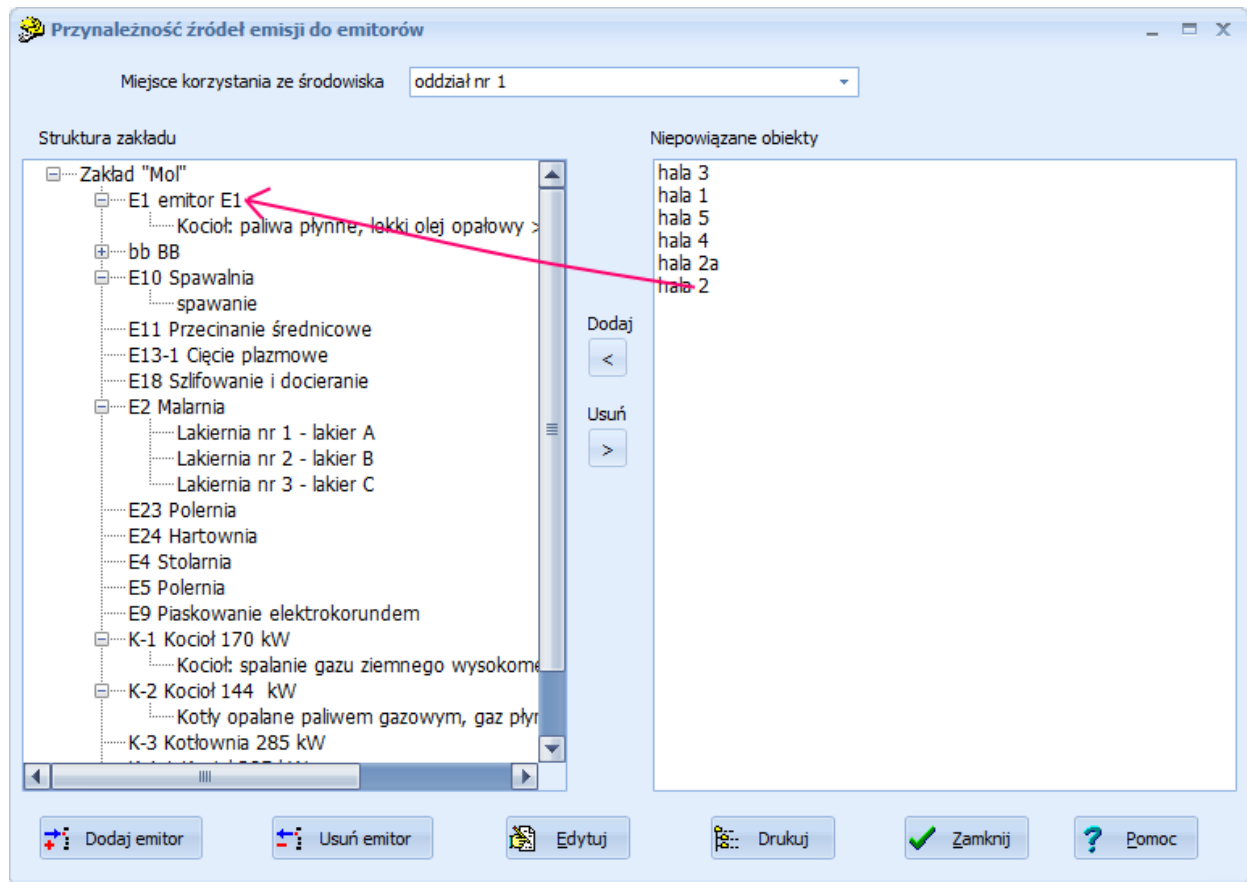 Przynależność źródeł emisji do emitorów
Miejsce korzystania ze środowiska oddział nr 1
Struktura zakładu
Zakład "Mol"
E1 emitor E1
Kocioł: paliwa płynne, lekki olej opałowy >
bb BB
E10 Spawalnia
spawanie
E11 Przecinanie średnicowe
E13-1 Cięcie plazmowe
E18 Szlifowanie i docieranie
E2 Malarnia
Lakiernia nr 1 - lakier A
Lakiernia nr 2 - lakier B
Lakiernia nr 3 - lakier C
E23 Polernia
E24 Hartownia
E4 Stolarnia
E5 Polernia
E9 Piaskowanie elektrokorundem
K-1 Kocioł 170 kW
Kocioł: spalanie gazu ziemnego wysokome
K-2 Kocioł 144 kW
Kotły opalane paliwem gazowym, gaz płyn
K-3 Kotłownia 285 kW
Dodaj
<
Usuń
>
Niepowiązane obiekty
hala 3
hala 1
hala 5
hala 4
hala 2a
hala 2
Dodaj emitor
Usuń emitor
Edytuj
Drukuj
Zamknij
Pomoc